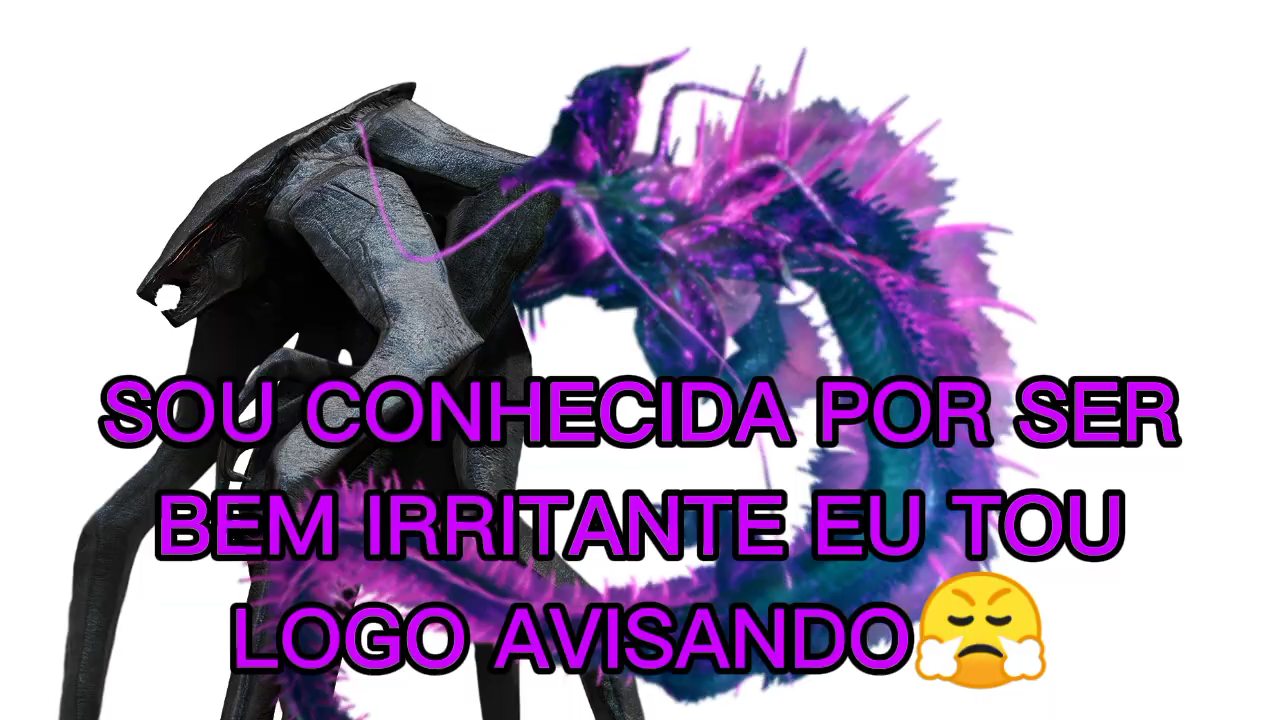 SOU CONHECIDA POR SER
BEM IRRITANTE EU TOU
LOGO AVISANDO😤